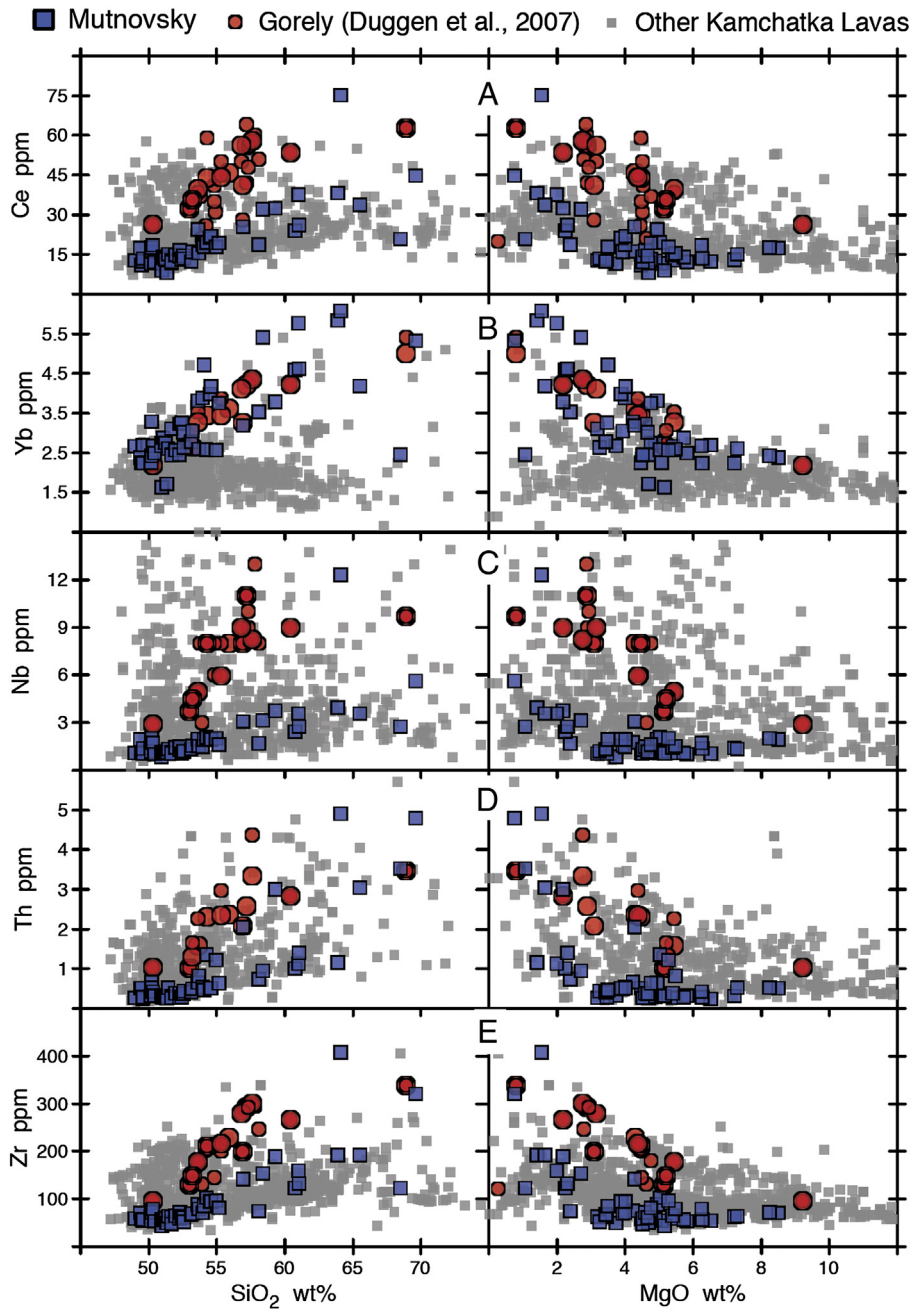 Mutnovsky Gorely (Duggen et al., 2007) Other Kamchatka Lavas
A
75
60
45
30
15
Ce ppm
B
5.5
4.5
3.5
2.5
1.5
Yb ppm
C
12
9
6
3
Nb ppm
D
5
4
3
2
1
Th ppm
E
400
300
200
100
Zr ppm
50 55 60 65 70 2 4 6 8 10
SiO2 wt% MgO wt%